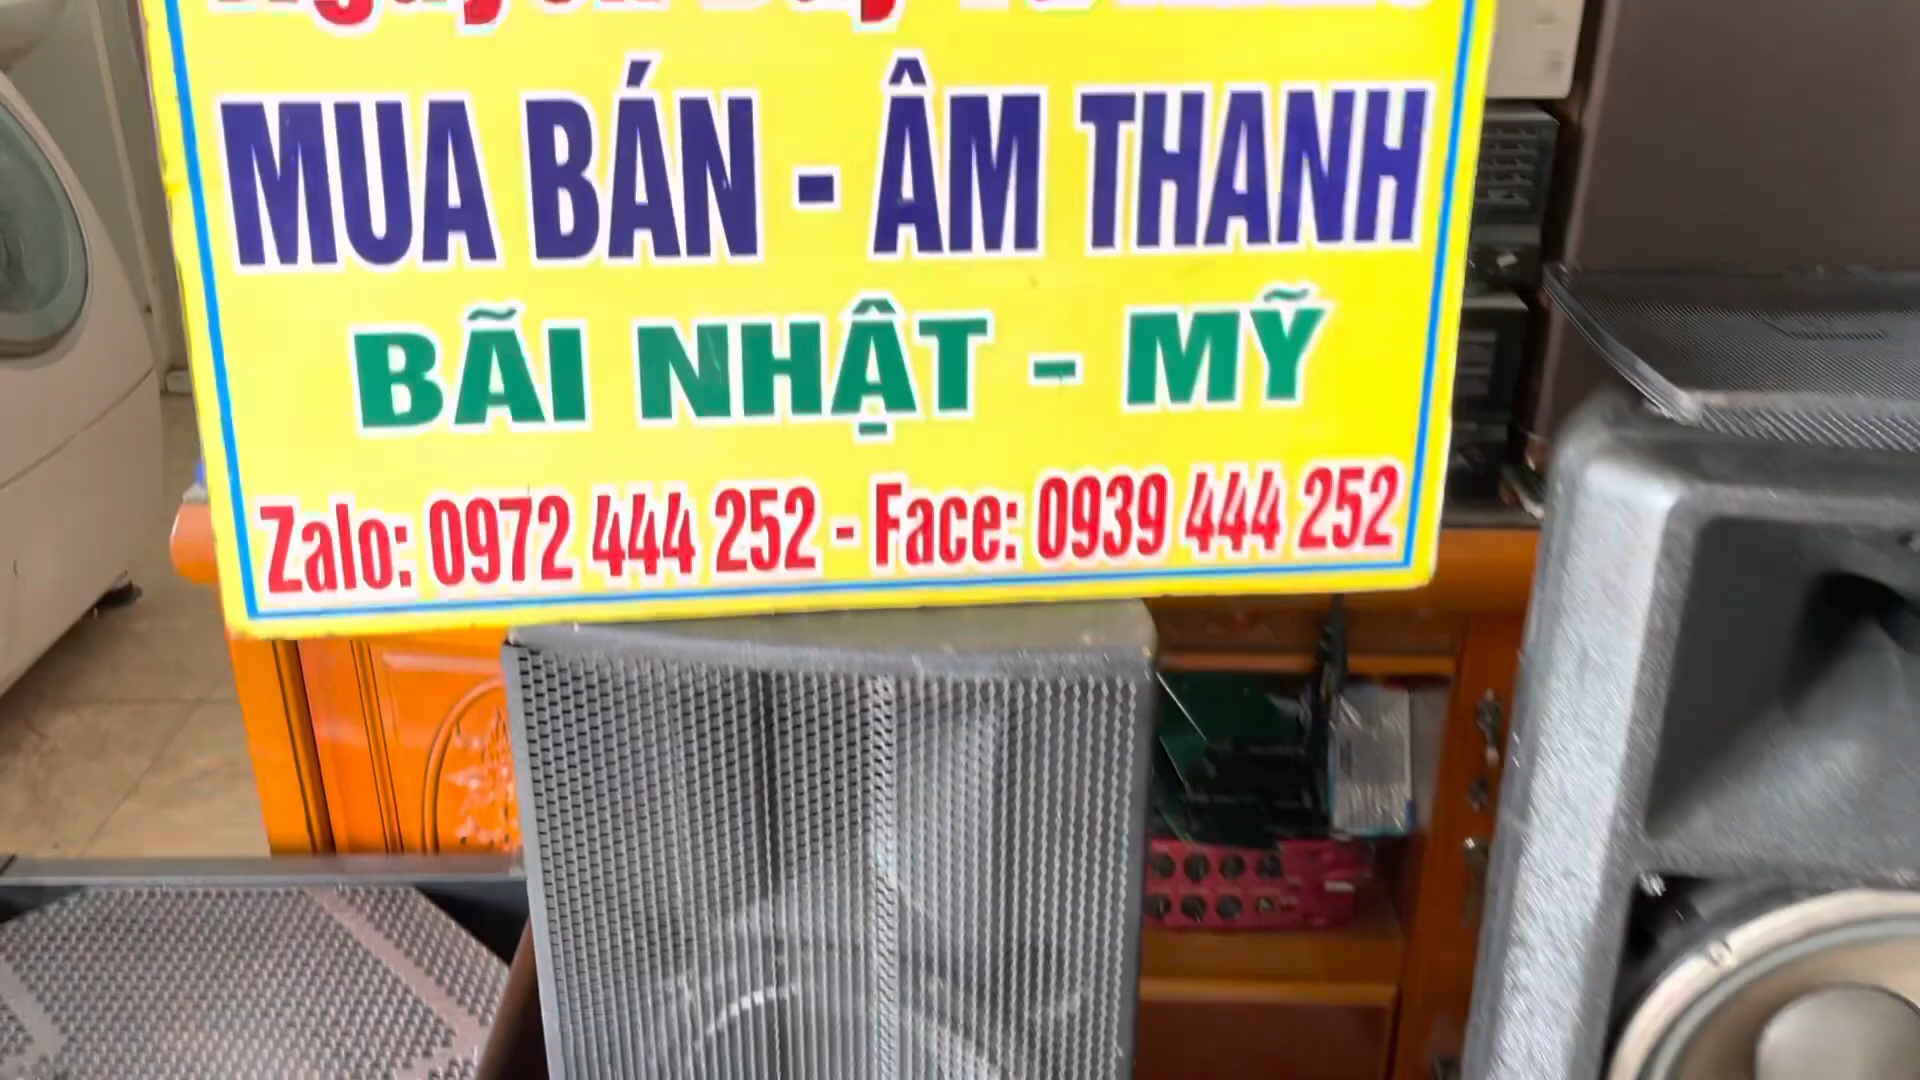 MUA BÁN - ÂM THANH
BÃI NHẬT - MỸ
Zalo: 0972 444 252 - Face: 0939 444 252